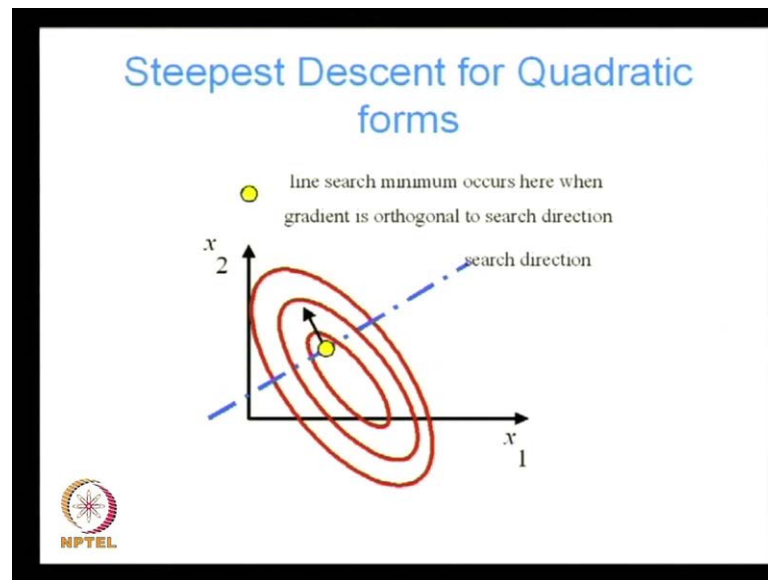 Steepest Descent for Quadratic
forms
line search minimum occurs here when
gradient is orthogonal to search direction
search direction
x
2
x
1
NPTEL